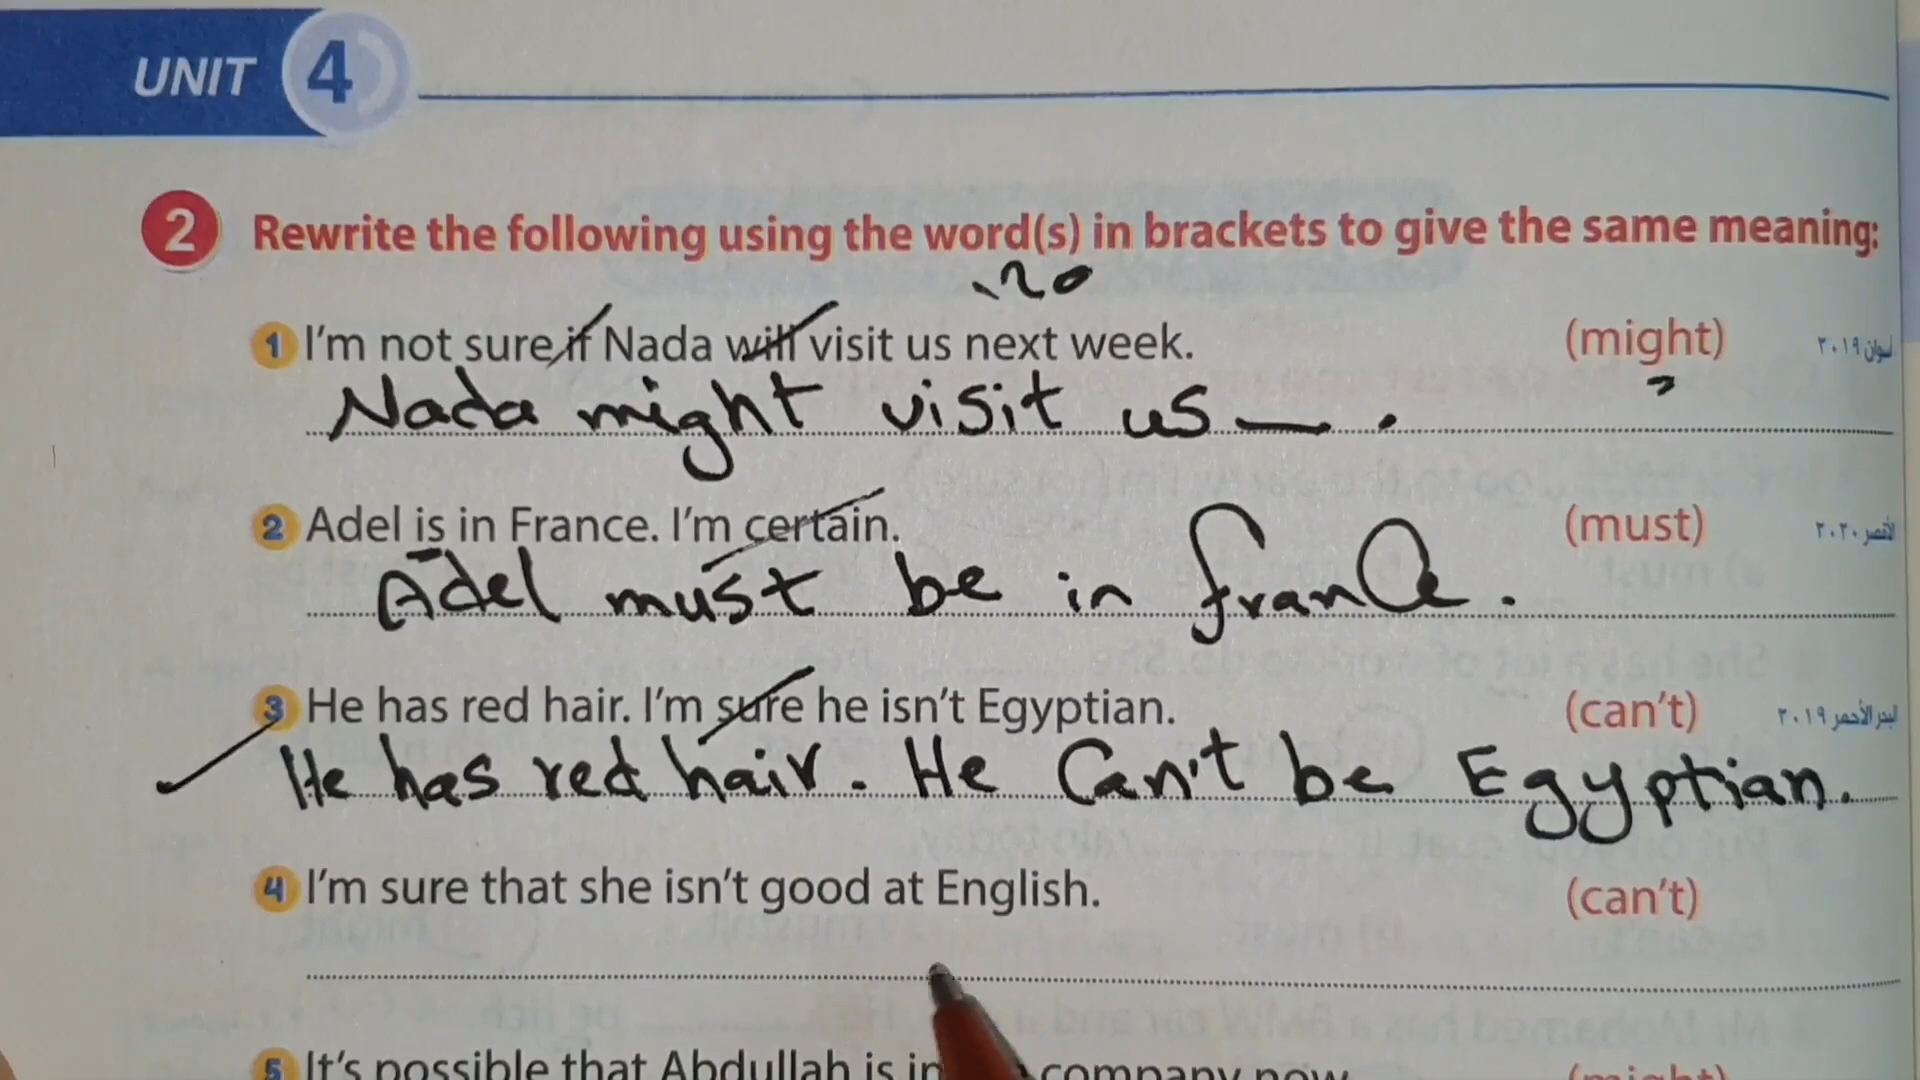 UNIT 4
2 Rewrite the following using the word(s) in brackets to give the same meaning:
1 I'm not sure if Nada will visit us next week. (might) أسوان ٢٠١٩
Nada might visit us — .
2 Adel is in France. I'm certain. (must) الأقصر ٢٠٢٠
Adel must be in france.
3 He has red hair. I'm sure he isn't Egyptian. (can't) البحر الأحمر ٢٠١٩
He has red hair. He Can't be Egyptian.
4 I'm sure that she isn't good at English. (can't)
5 It's possible that Abdullah is in company now. (might)